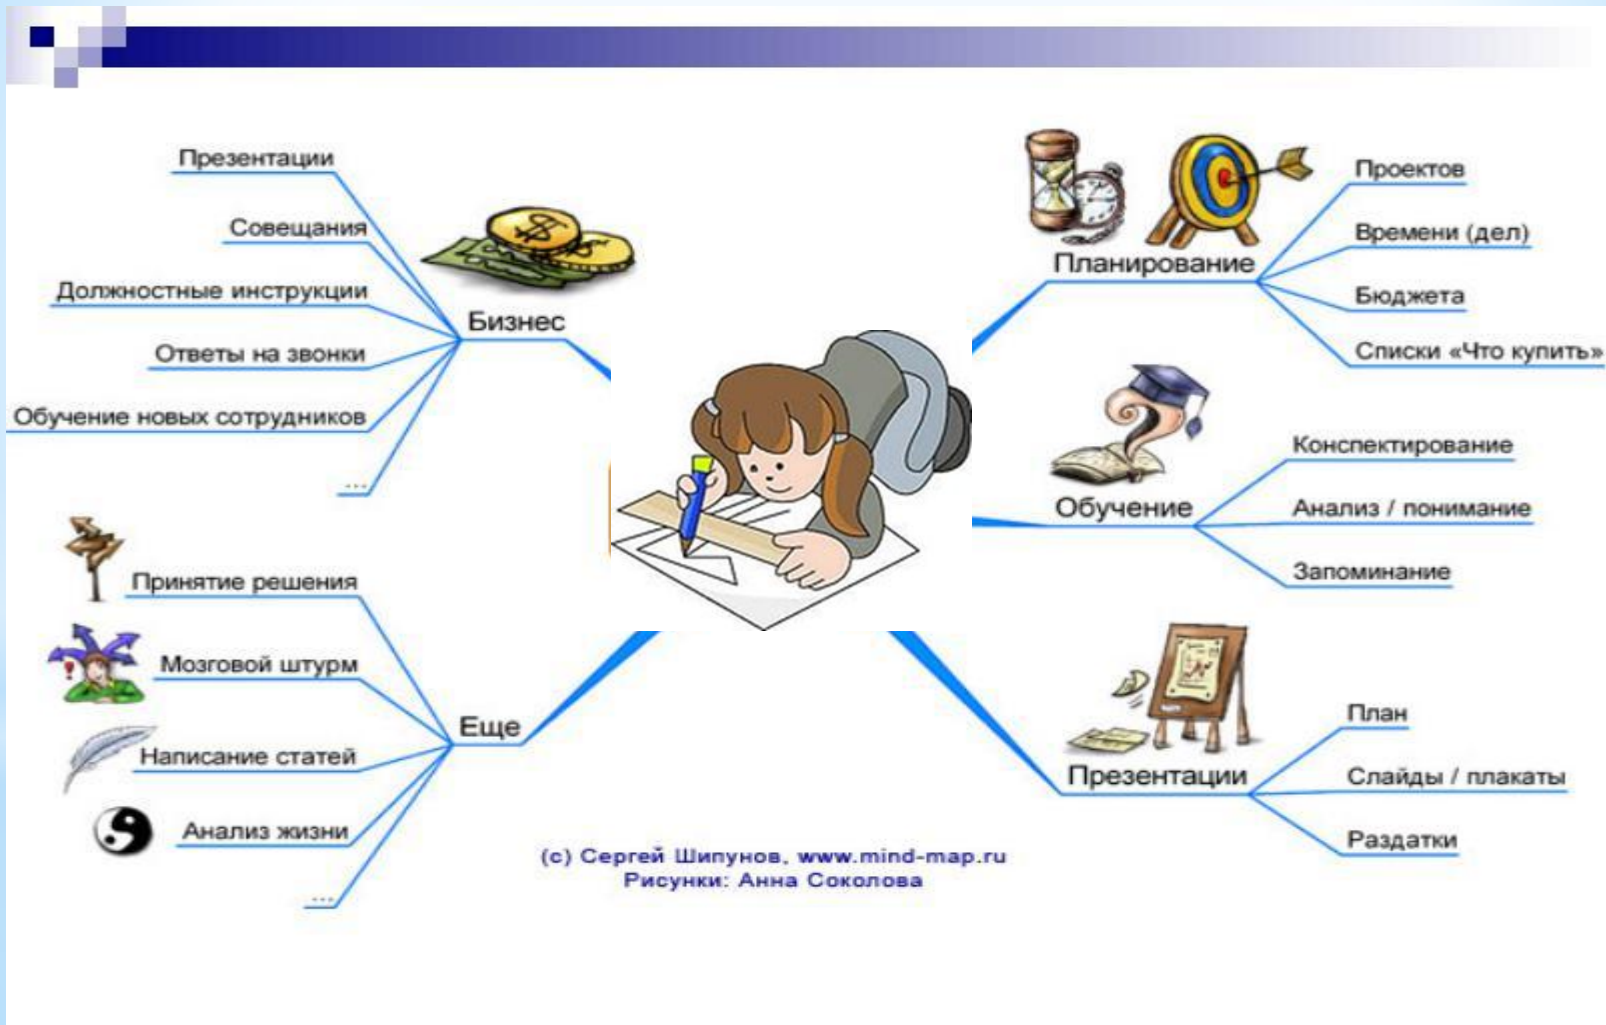 Презентации
Совещания
Должностные инструкции
Ответы на звонки
Обучение новых сотрудников
...
Бизнес
Принятие решения
Мозговой штурм
Написание статей
Анализ жизни
...
Еще
Планирование
Проектов
Времени (дел)
Бюджета
Списки «Что купить»
Обучение
Конспектирование
Анализ / понимание
Запоминание
Презентации
План
Слайды / плакаты
Раздатки
(c) Сергей Шипунов, www.mind-map.ru
Рисунки: Анна Соколова